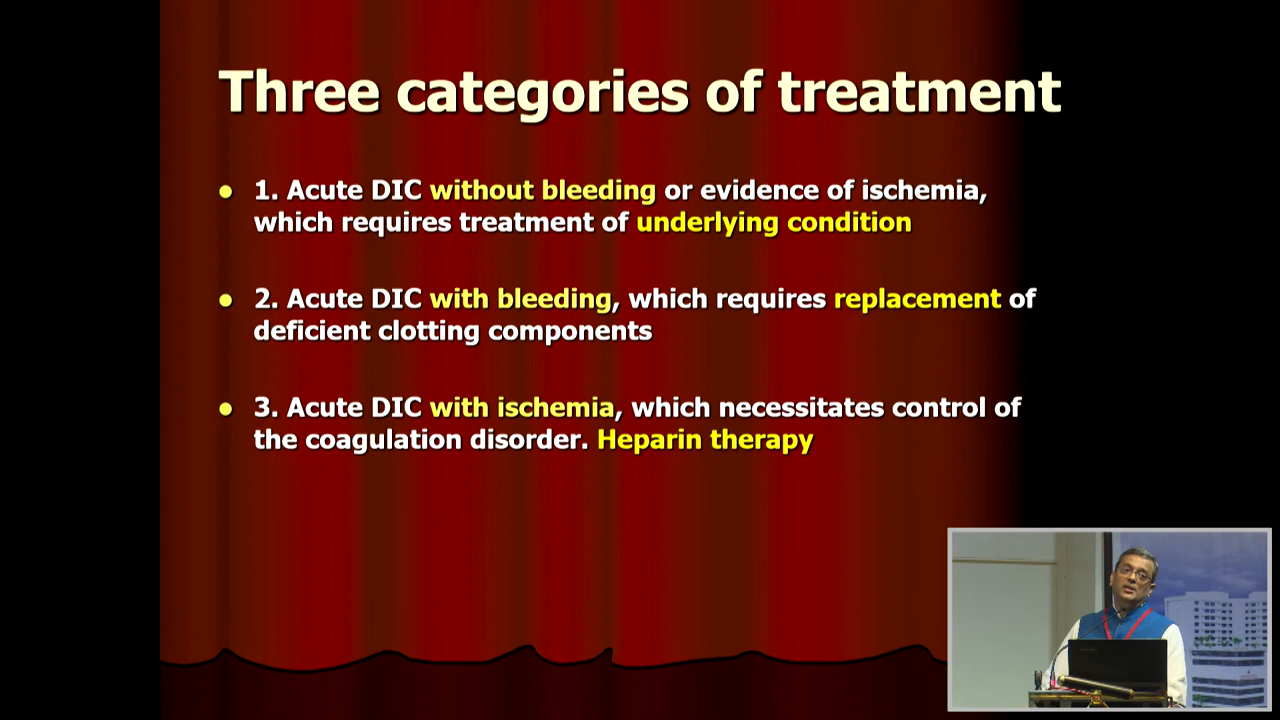 Three categories of treatment
1. Acute DIC without bleeding or evidence of ischemia,
which requires treatment of underlying condition
2. Acute DIC with bleeding, which requires replacement of
deficient clotting components
3. Acute DIC with ischemia, which necessitates control of
the coagulation disorder. Heparin therapy